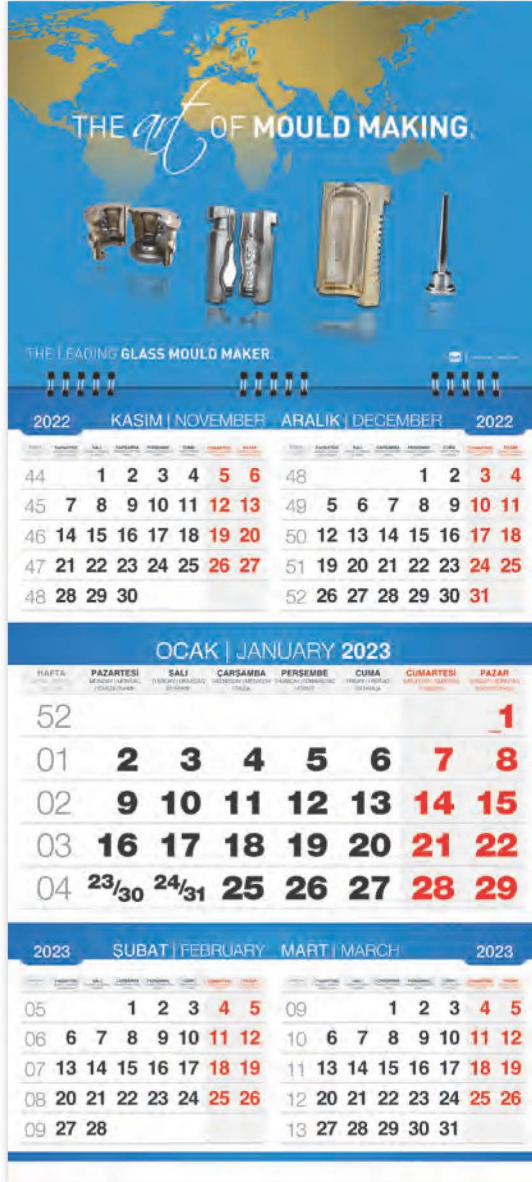 THE art OF MOULD MAKING
THE LEADING GLASS MOULD MAKER
2022 KASIM | NOVEMBER
44 1 2 3 4 5 6
45 7 8 9 10 11 12 13
46 14 15 16 17 18 19 20
47 21 22 23 24 25 26 27
48 28 29 30
ARALIK | DECEMBER 2022
48 1 2 3 4
49 5 6 7 8 9 10 11
50 12 13 14 15 16 17 18
51 19 20 21 22 23 24 25
52 26 27 28 29 30 31
OCAK | JANUARY 2023
HAFTA PAZARTESİ SALI ÇARŞAMBA PERŞEMBE CUMA CUMARTESİ PAZAR
52 1
01 2 3 4 5 6 7 8
02 9 10 11 12 13 14 15
03 16 17 18 19 20 21 22
04 23/30 24/31 25 26 27 28 29
2023 ŞUBAT | FEBRUARY
05 1 2 3 4 5
06 6 7 8 9 10 11 12
07 13 14 15 16 17 18 19
08 20 21 22 23 24 25 26
09 27 28
MART | MARCH 2023
09 1 2 3 4 5
10 6 7 8 9 10 11 12
11 13 14 15 16 17 18 19
12 20 21 22 23 24 25 26
13 27 28 29 30 31